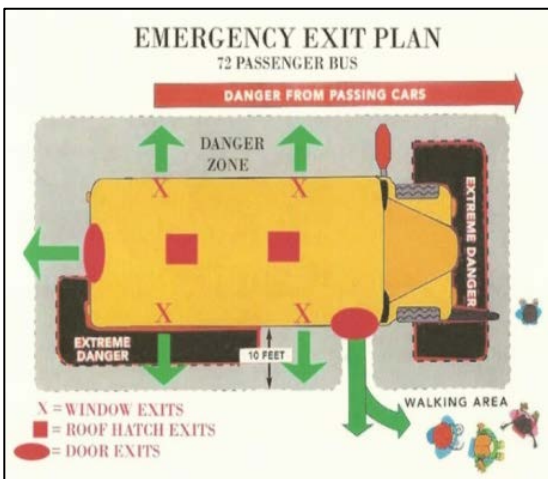 EMERGENCY EXIT PLAN
72 PASSENGER BUS
DANGER FROM PASSING CARS
DANGER
ZONE
X
X
EXTREME DANGER
X
X
EXTREME
DANGER
10 FEET
WALKING AREA
X = WINDOW EXITS
= ROOF HATCH EXITS
= DOOR EXITS